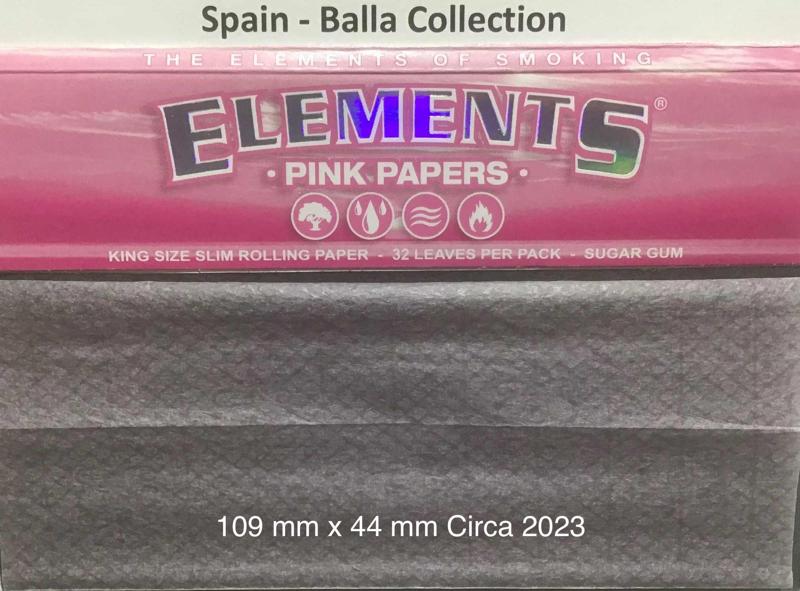 Spain - Balla Collection
THE ELEMENTS OF SMOKING
ELEMENTS®
· PINK PAPERS ·
KING SIZE SLIM ROLLING PAPER - 32 LEAVES PER PACK - SUGAR GUM
109 mm x 44 mm Circa 2023